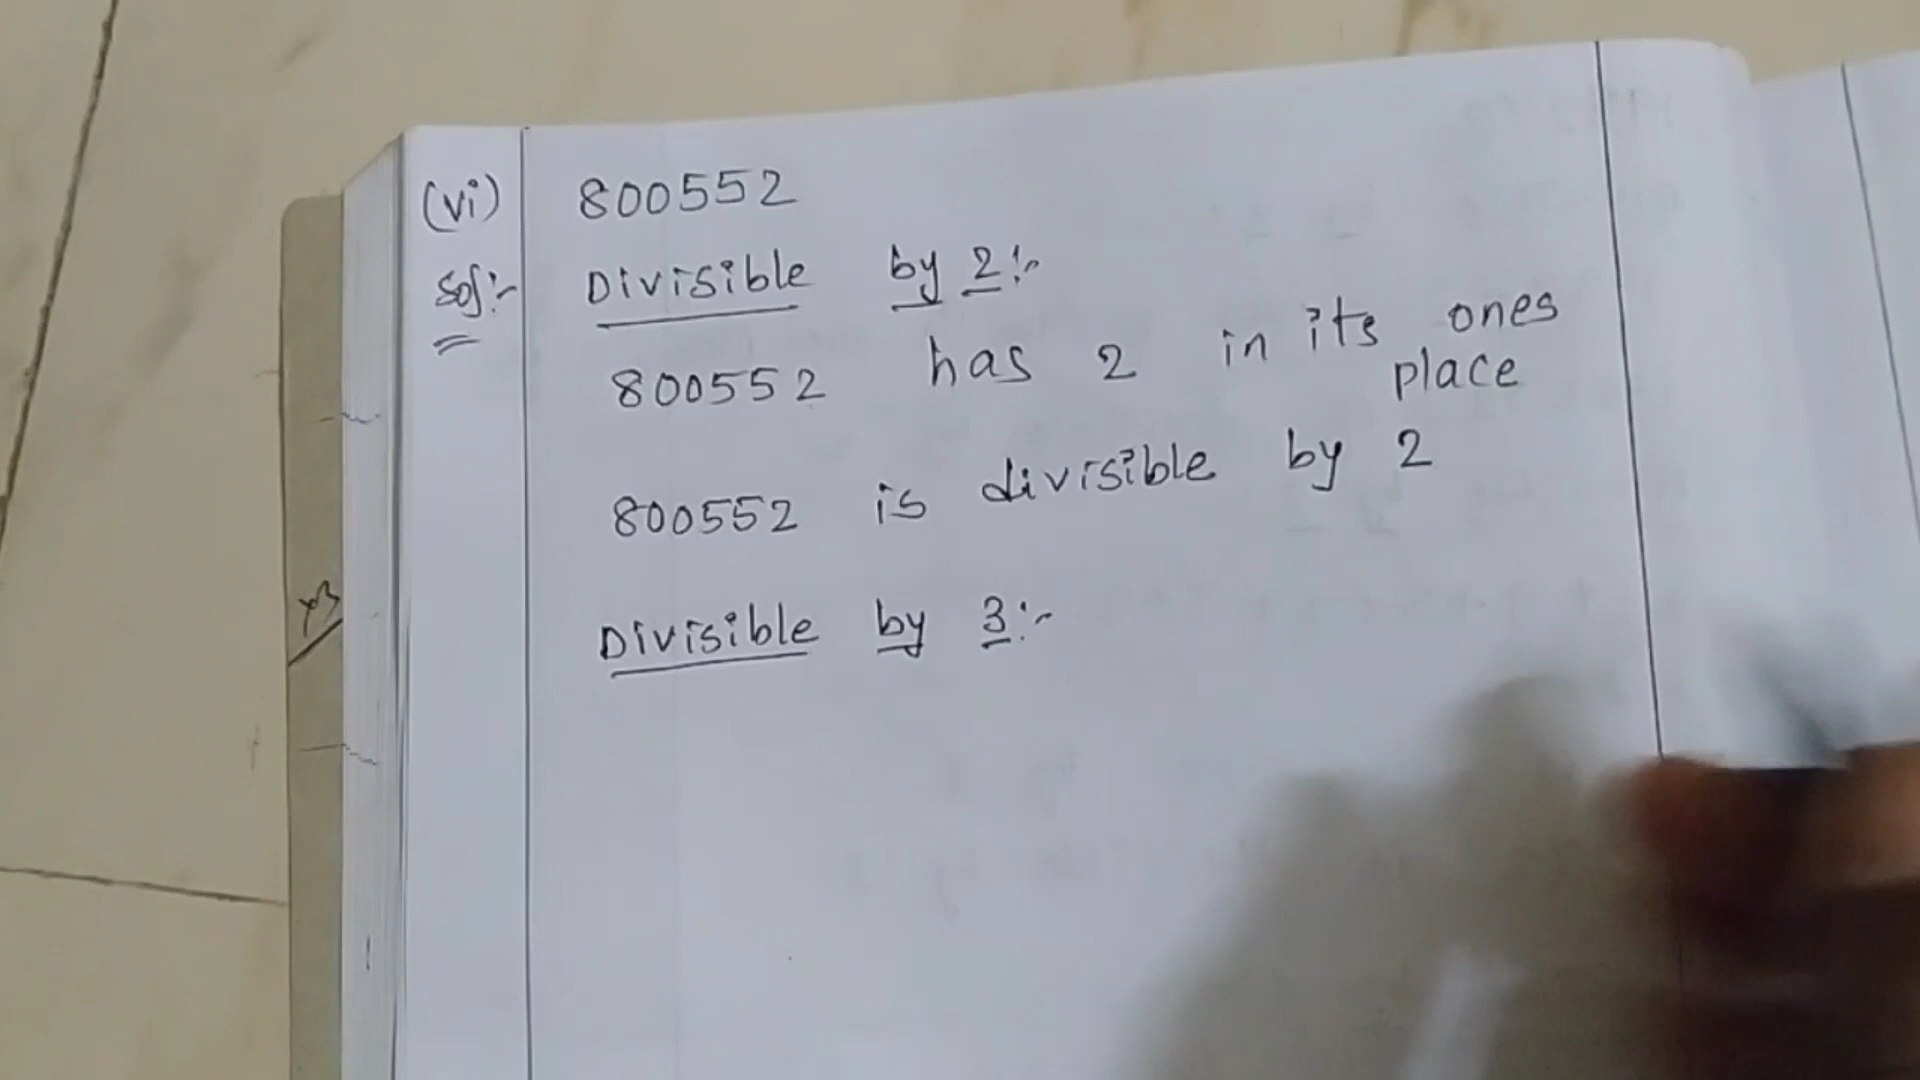 (vi) 800552
Sol:- Divisible by 2:-
800552 has 2 in its ones
place
800552 is divisible by 2
Divisible by 3:-